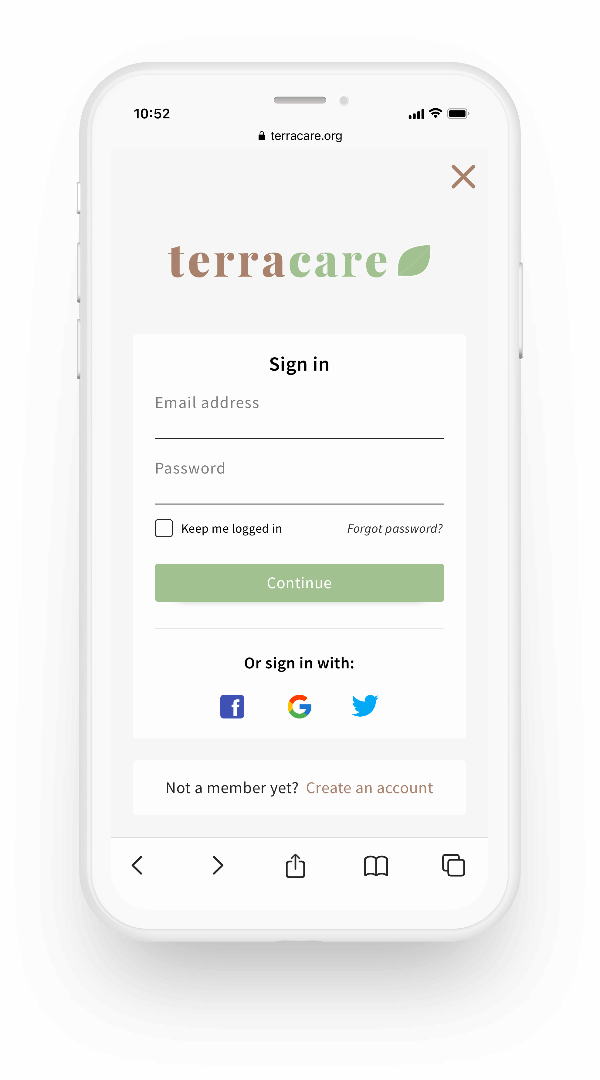 10:52
terracare.org
terracare
Sign in
Email address
Password
Keep me logged in Forgot password?
Continue
Or sign in with:
Not a member yet? Create an account